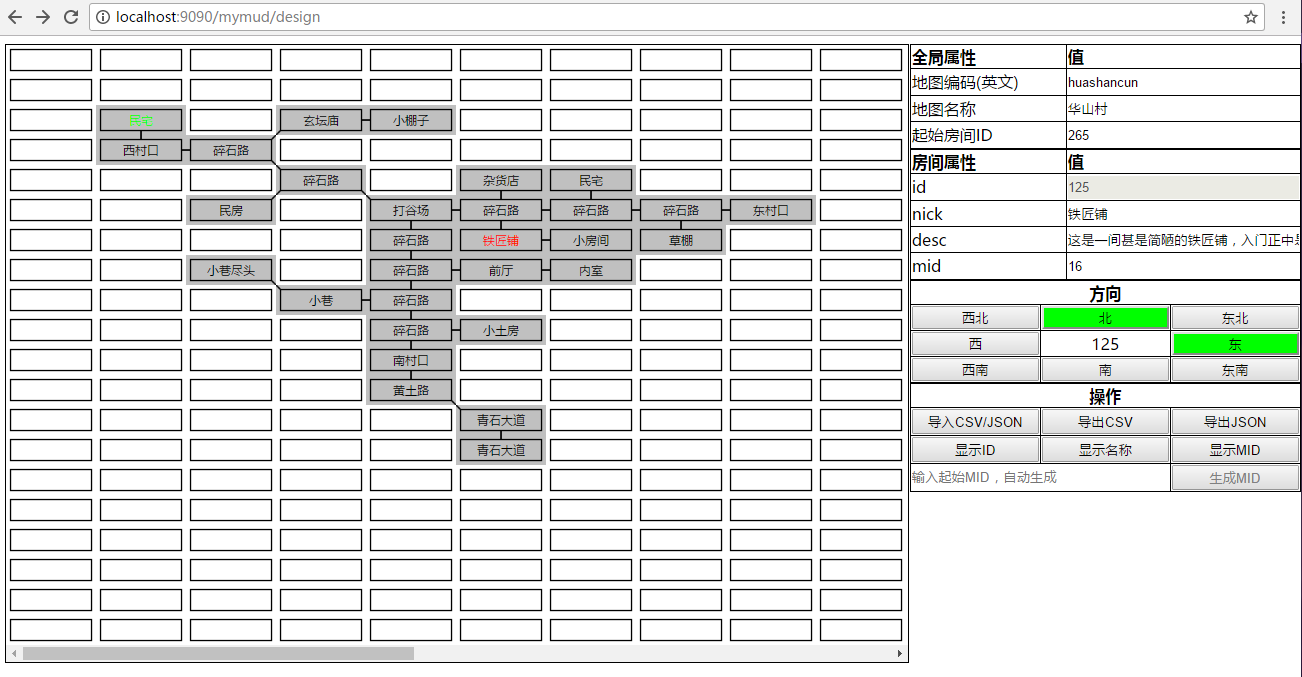 localhost:9090/mymud/design
民宅 玄坛庙 小棚子
西村口 碎石路
碎石路 杂货店 民宅
民房 打谷场 碎石路 碎石路 碎石路 东村口
碎石路 铁匠铺 小房间 草棚
小巷尽头 碎石路 前厅 内室
小巷 碎石路
碎石路 小土房
南村口
黄土路
青石大道
青石大道
全局属性 值
地图编码(英文) huashancun
地图名称 华山村
起始房间ID 265
房间属性 值
id 125
nick 铁匠铺
desc 这是一间甚是简陋的铁匠铺，入门正中是
mid 16
方向
西北 北 东北
西 125 东
西南 南 东南
操作
导入CSV/JSON 导出CSV 导出JSON
显示ID 显示名称 显示MID
输入起始MID，自动生成 生成MID